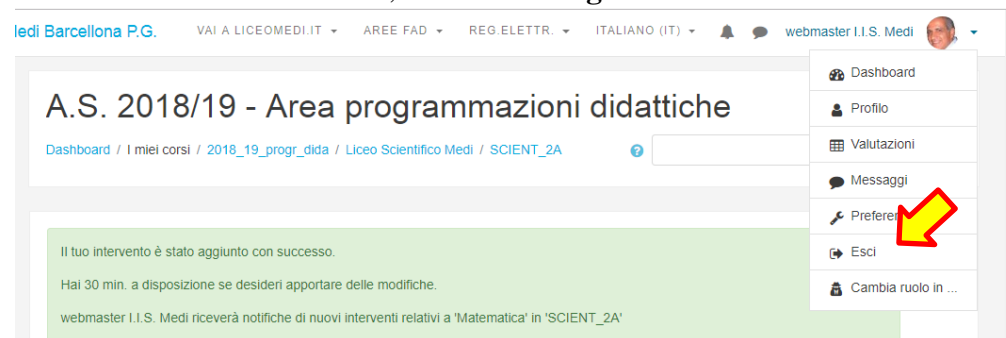 edi Barcellona P.G. VAI A LICEOMEDI.IT AREE FAD REG.ELETTR. ITALIANO (IT) webmaster I.I.S. Medi
Dashboard
Profilo
Valutazioni
Messaggi
Esci
Cambia ruolo in ...
A.S. 2018/19 - Area programmazioni didattiche
Dashboard / I miei corsi / 2018_19_progr_dida / Liceo Scientifico Medi / SCIENT_2A
Il tuo intervento è stato aggiunto con successo.
Hai 30 min. a disposizione se desideri apportare delle modifiche.
webmaster I.I.S. Medi riceverà notifiche di nuovi interventi relativi a 'Matematica' in 'SCIENT_2A'